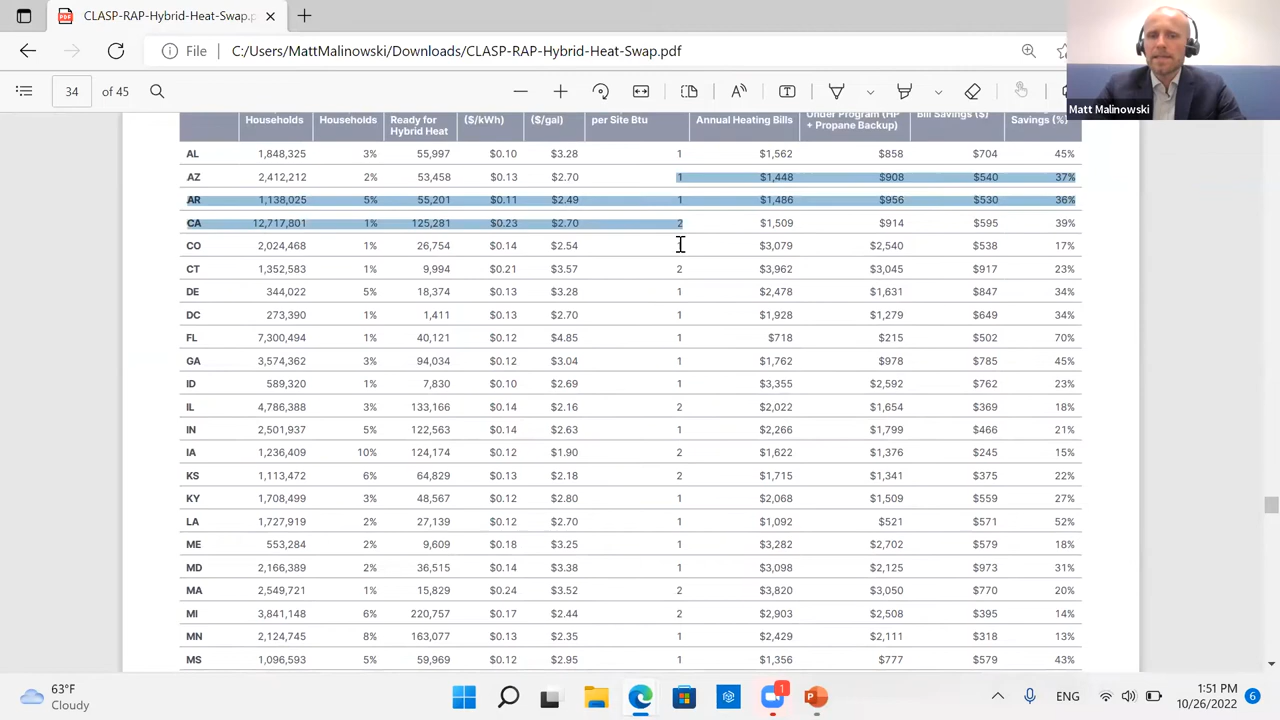 CLASP-RAP-Hybrid-Heat-Swap.p
File C:/Users/MattMalinowski/Downloads/CLASP-RAP-Hybrid-Heat-Swap.pdf
34 of 45
Matt Malinowski
Households Households Ready for Hybrid Heat ($/kWh) ($/gal) per Site Btu Annual Heating Bills Under Program (HP + Propane Backup) Bill Savings ($) Savings (%)
AL 1,848,325 3% 55,997 $0.10 $3.28 1 $1,562 $858 $704 45%
AZ 2,412,212 2% 53,458 $0.13 $2.70 1 $1,448 $908 $540 37%
AR 1,138,025 5% 55,201 $0.11 $2.49 1 $1,486 $956 $530 36%
CA 12,717,801 1% 125,281 $0.23 $2.70 2 $1,509 $914 $595 39%
CO 2,024,468 1% 26,754 $0.14 $2.54 $3,079 $2,540 $538 17%
CT 1,352,583 1% 9,994 $0.21 $3.57 2 $3,962 $3,045 $917 23%
DE 344,022 5% 18,374 $0.13 $3.28 1 $2,478 $1,631 $847 34%
DC 273,390 1% 1,411 $0.13 $2.70 1 $1,928 $1,279 $649 34%
FL 7,300,494 1% 40,121 $0.12 $4.85 1 $718 $215 $502 70%
GA 3,574,362 3% 94,034 $0.12 $3.04 1 $1,762 $978 $785 45%
ID 589,320 1% 7,830 $0.10 $2.69 1 $3,355 $2,592 $762 23%
IL 4,786,388 3% 133,166 $0.14 $2.16 2 $2,022 $1,654 $369 18%
IN 2,501,937 5% 122,563 $0.14 $2.63 1 $2,266 $1,799 $466 21%
IA 1,236,409 10% 124,174 $0.12 $1.90 2 $1,622 $1,376 $245 15%
KS 1,113,472 6% 64,829 $0.13 $2.18 2 $1,715 $1,341 $375 22%
KY 1,708,499 3% 48,567 $0.12 $2.80 1 $2,068 $1,509 $559 27%
LA 1,727,919 2% 27,139 $0.12 $2.70 1 $1,092 $521 $571 52%
ME 553,284 2% 9,609 $0.18 $3.25 1 $3,282 $2,702 $579 18%
MD 2,166,389 2% 36,515 $0.14 $3.38 1 $3,098 $2,125 $973 31%
MA 2,549,721 1% 15,829 $0.24 $3.52 2 $3,820 $3,050 $770 20%
MI 3,841,148 6% 220,757 $0.17 $2.44 2 $2,903 $2,508 $395 14%
MN 2,124,745 8% 163,077 $0.13 $2.35 1 $2,429 $2,111 $318 13%
MS 1,096,593 5% 59,969 $0.12 $2.95 1 $1,356 $777 $579 43%
63°F
Cloudy
1
ENG
1:51 PM
10/26/2022
6